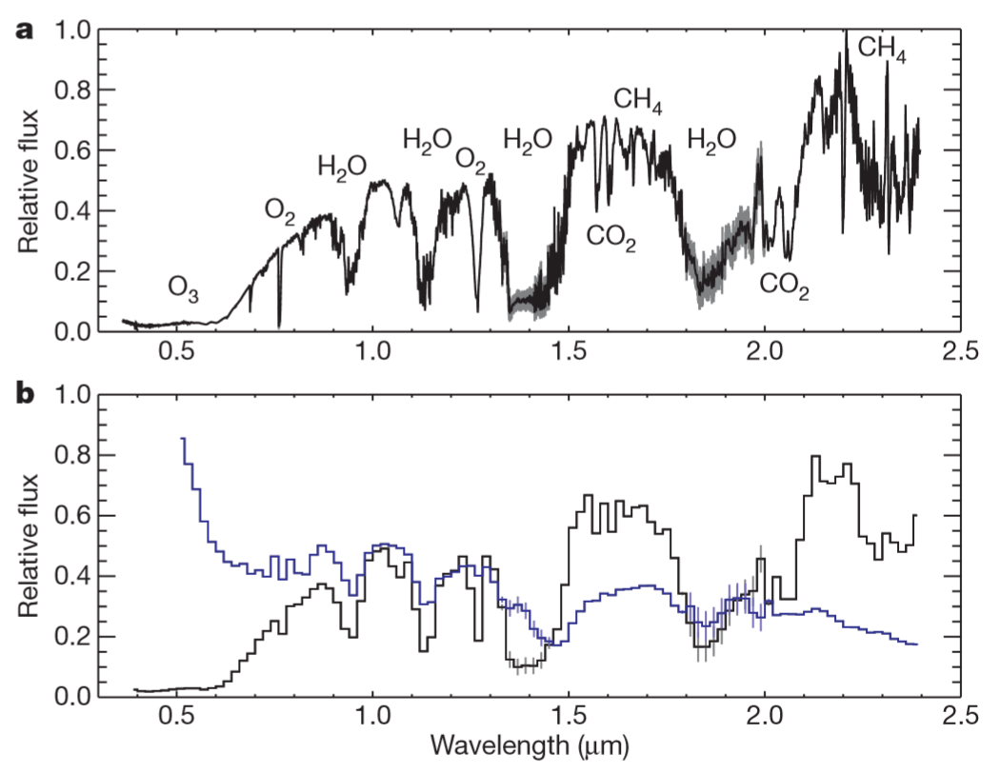 a
1.0
0.8
0.6
0.4
0.2
0.0
Relative flux
O3
O2
H2O
H2O
O2
H2O
CH4
CO2
H2O
CO2
CH4
0.5 1.0 1.5 2.0 2.5
b
1.0
0.8
0.6
0.4
0.2
0.0
Relative flux
0.5 1.0 1.5 2.0 2.5
Wavelength (μm)